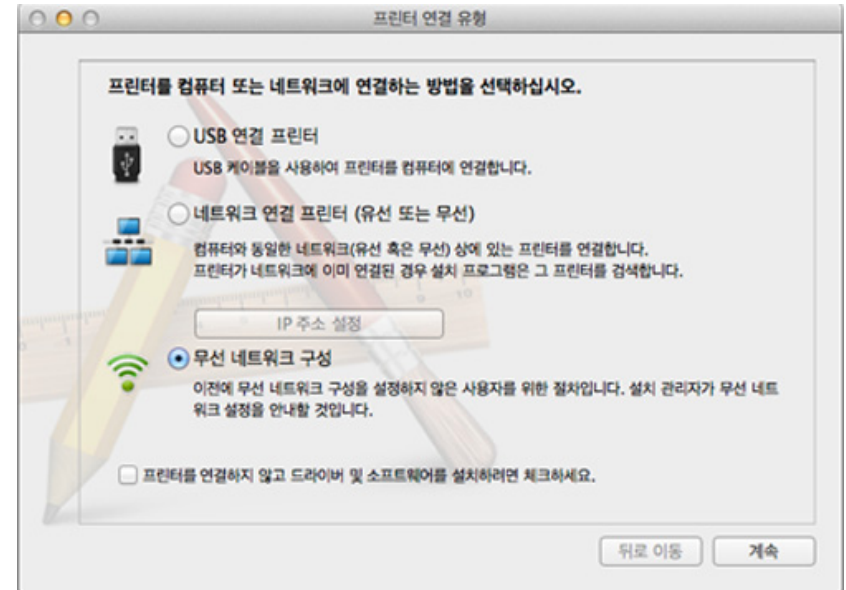 프린터 연결 유형
프린터를 컴퓨터 또는 네트워크에 연결하는 방법을 선택하십시오.
USB 연결 프린터
USB 케이블을 사용하여 프린터를 컴퓨터에 연결합니다.
네트워크 연결 프린터 (유선 또는 무선)
컴퓨터와 동일한 네트워크(유선 혹은 무선) 상에 있는 프린터를 연결합니다.
프린터가 네트워크에 이미 연결된 경우 설치 프로그램은 그 프린터를 검색합니다.
IP 주소 설정
무선 네트워크 구성
이전에 무선 네트워크 구성을 설정하지 않은 사용자를 위한 절차입니다. 설치 관리자가 무선 네트
워크 설정을 안내할 것입니다.
프린터를 연결하지 않고 드라이버 및 소프트웨어를 설치하려면 체크하세요.
뒤로 이동
계속